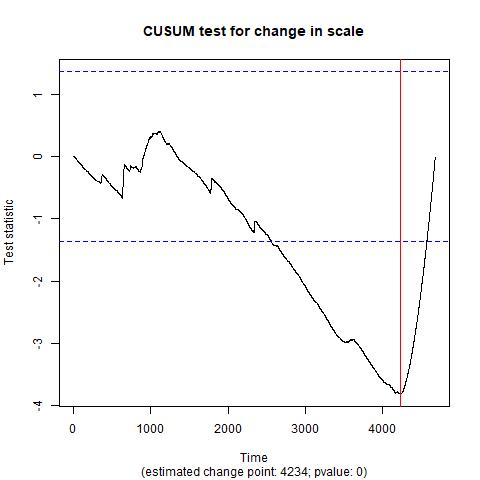 CUSUM test for change in scale
Test statistic
1
0
-1
-2
-3
-4
0 1000 2000 3000 4000
Time
(estimated change point: 4234; pvalue: 0)